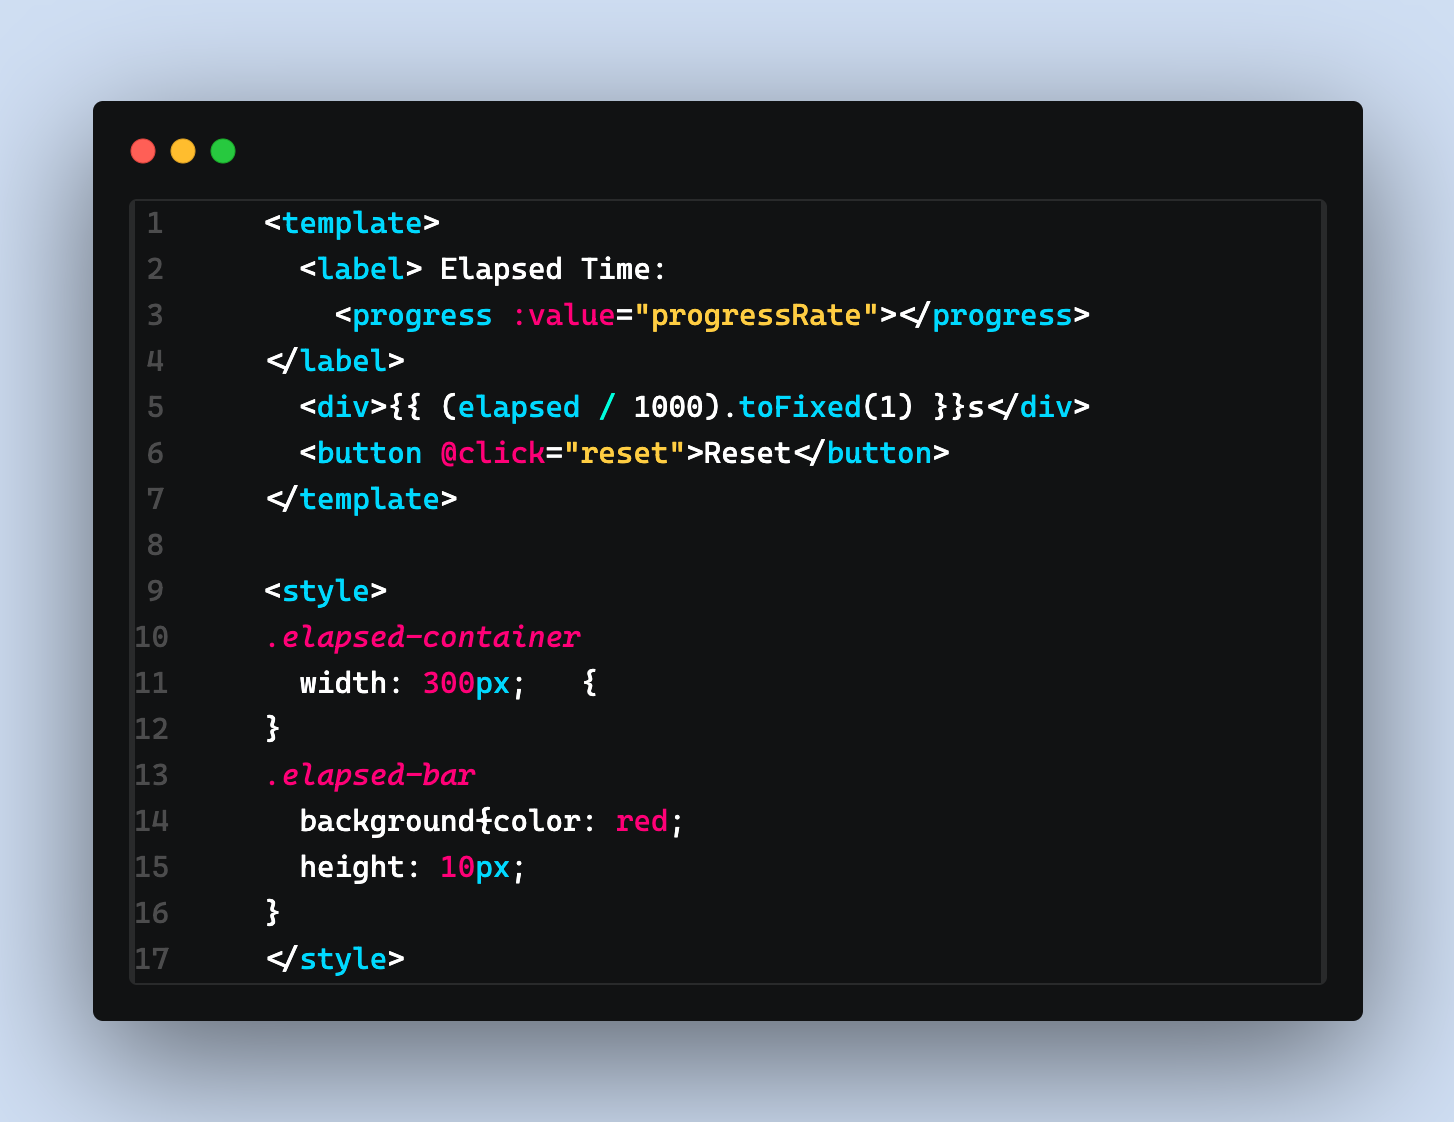 1 <template>
2 <label> Elapsed Time:
3 <progress :value="progressRate"></progress>
4 </label>
5 <div>{{ (elapsed / 1000).toFixed(1) }}s</div>
6 <button @click="reset">Reset</button>
7 </template>
8
9 <style>
10 .elapsed-container
11 width: 300px; {
12 }
13 .elapsed-bar
14 background{color: red;
15 height: 10px;
16 }
17 </style>